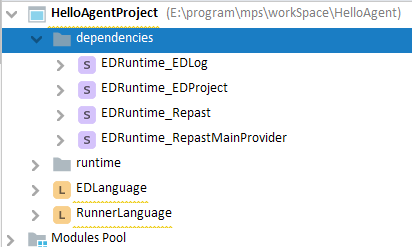 HelloAgentProject (E:\program\mps\workSpace\HelloAgent)
dependencies
S EDRuntime_EDLog
S EDRuntime_EDProject
S EDRuntime_Repast
S EDRuntime_RepastMainProvider
runtime
L EDLanguage
L RunnerLanguage
Modules Pool